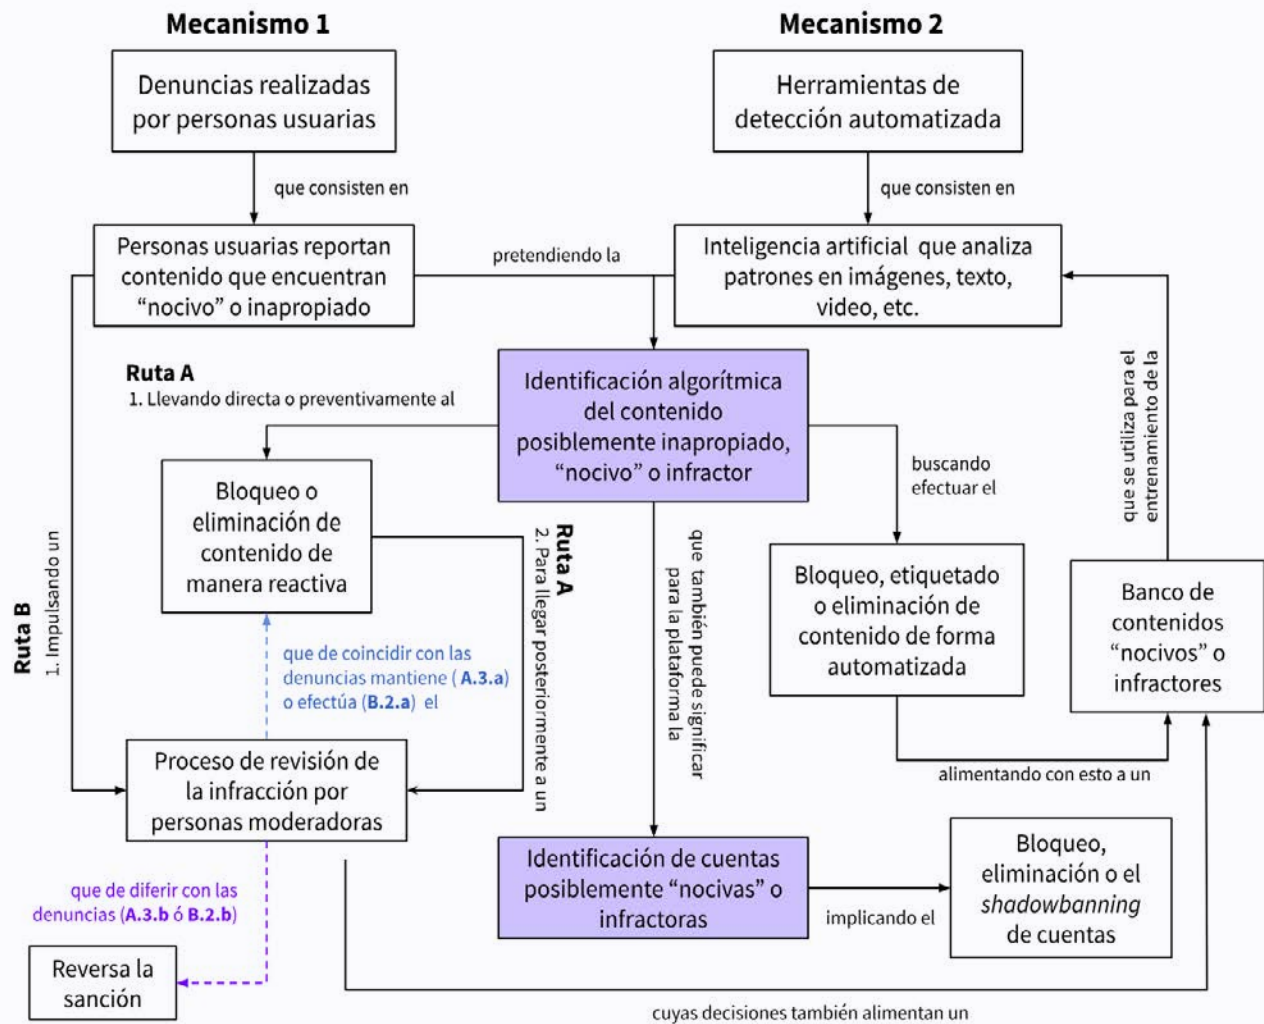 Mecanismo 1
Mecanismo 2
Denuncias realizadas
por personas usuarias
Herramientas de
detección automatizada
que consisten en
que consisten en
Personas usuarias reportan
contenido que encuentran
“nocivo” o inapropiado
pretendiendo la
Inteligencia artificial que analiza
patrones en imágenes, texto,
video, etc.
Ruta A
1. Llevando directa o preventivamente al
Identificación algorítmica
del contenido
posiblemente inapropiado,
“nocivo” o infractor
que se utiliza para el
entrenamiento de la
buscando
efectuar el
Bloqueo o
eliminación de
contenido de
manera reactiva
Ruta A
2. Para llegar posteriormente a un
que también puede significar
para la plataforma la
Bloqueo, etiquetado
o eliminación de
contenido de forma
automatizada
Banco de
contenidos
“nocivos” o
infractores
Ruta B
1. Impulsando un
que de coincidir con las
denuncias mantiene ( A.3.a)
o efectúa (B.2.a) el
Proceso de revisión de
la infracción por
personas moderadoras
alimentando con esto a un
Identificación de cuentas
posiblemente “nocivas” o
infractoras
implicando el
Bloqueo,
eliminación o el
shadowbanning
de cuentas
que de diferir con las
denuncias (A.3.b ó B.2.b)
Reversa la
sanción
cuyas decisiones también alimentan un